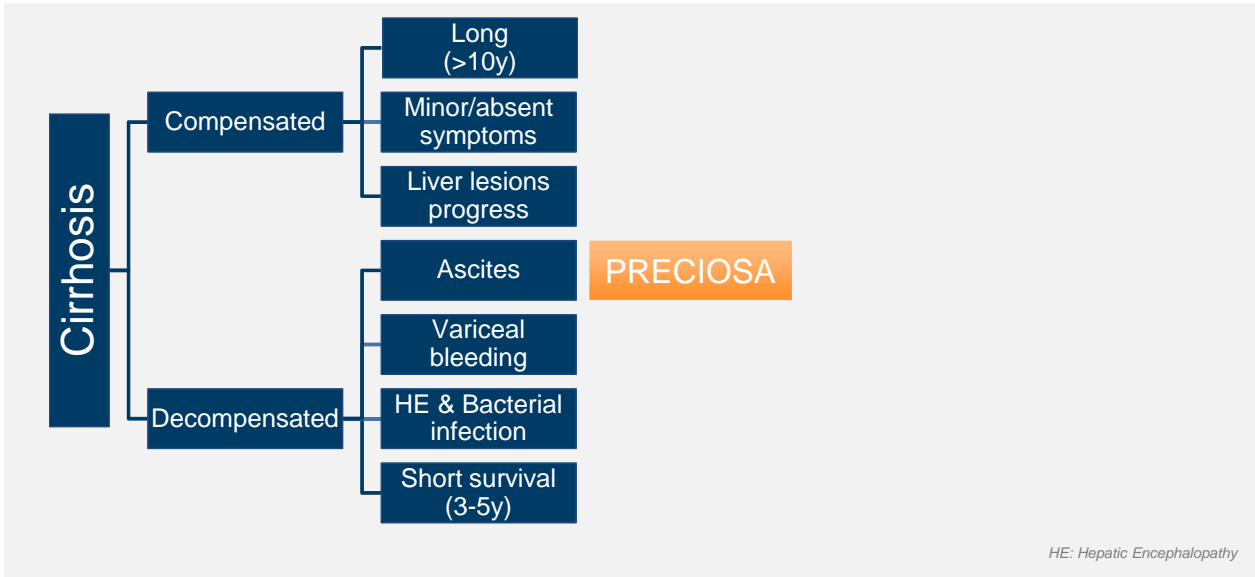 Cirrhosis
Compensated
Long
(>10y)
Minor/absent
symptoms
Liver lesions
progress
Decompensated
Ascites
PRECIOSA
Variceal
bleeding
HE & Bacterial
infection
Short survival
(3-5y)
HE: Hepatic Encephalopathy